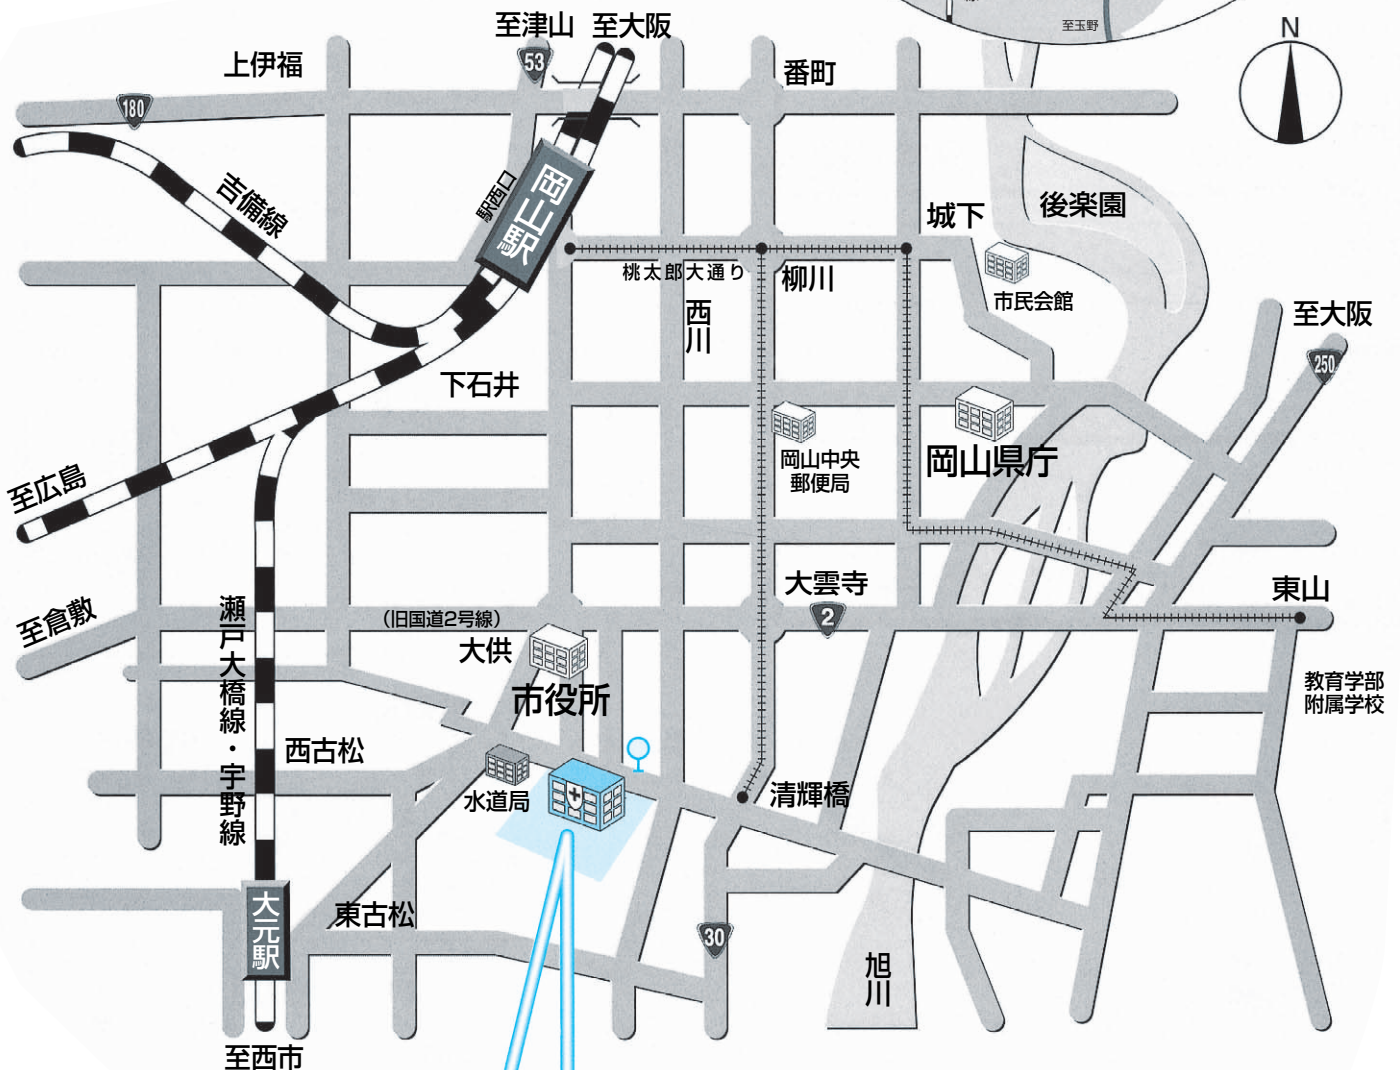 至玉野
N
至津山
至大阪
上伊福
53
番町
180
吉備線
駅西口
岡山駅
城下
後楽園
桃太郎大通り
柳川
市民会館
西川
至大阪
250
下石井
岡山中央
郵便局
岡山県庁
至広島
至倉敷
(旧国道2号線)
大雲寺
2
東山
大供
市役所
瀬戸大橋線・宇野線
教育学部
附属学校
西古松
水道局
清輝橋
大元駅
東古松
30
旭川
至西市